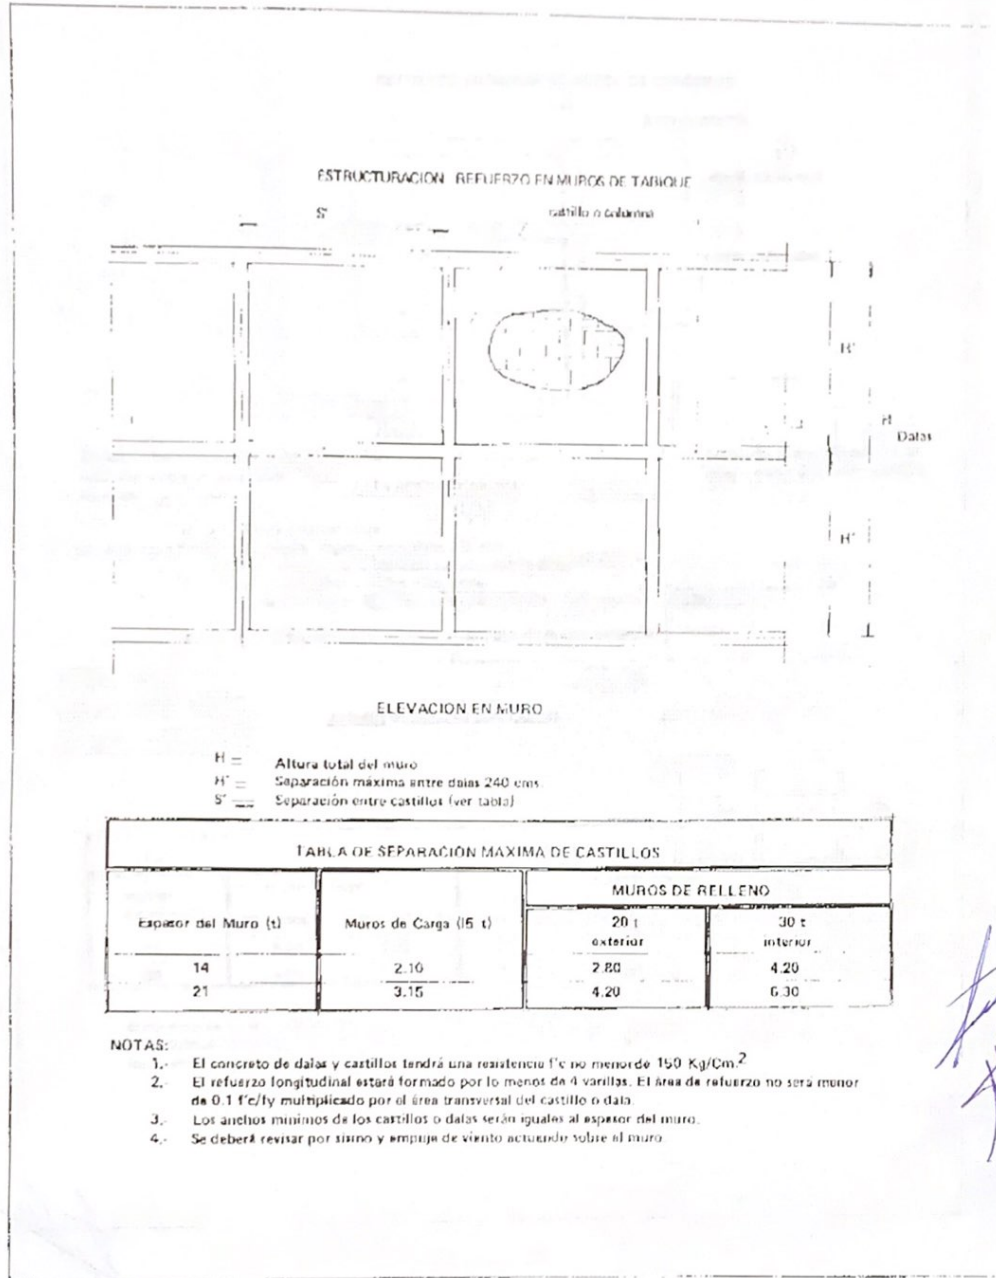 ESTRUCTURACION REFUERZO EN MUROS DE TABIQUE
S'
castillo o columna
H'
H
Dalas
H'
ELEVACION EN MURO
H = Altura total del muro
H' = Separación máxima entre dalas 240 cms.
S' = Separación entre castillos (ver tabla)
TABLA DE SEPARACION MAXIMA DE CASTILLOS
MUROS DE RELLENO
Espesor del Muro (t) Muros de Carga (15 t) 20 t 30 t
exterior interior
14 2.10 2.80 4.20
21 3.15 4.20 6.30
NOTAS:
1.- El concreto de dalas y castillos tendrá una resistencia f'c no menor de 150 Kg/Cm.2
2.- El refuerzo longitudinal estará formado por lo menos de 4 varillas. El área de refuerzo no será menor
de 0.1 f'c/fy multiplicado por el área transversal del castillo o dala.
3.- Los anchos mínimos de los castillos o dalas serán iguales al espesor del muro.
4.- Se deberá revisar por sismo y empuje de viento actuando sobre el muro